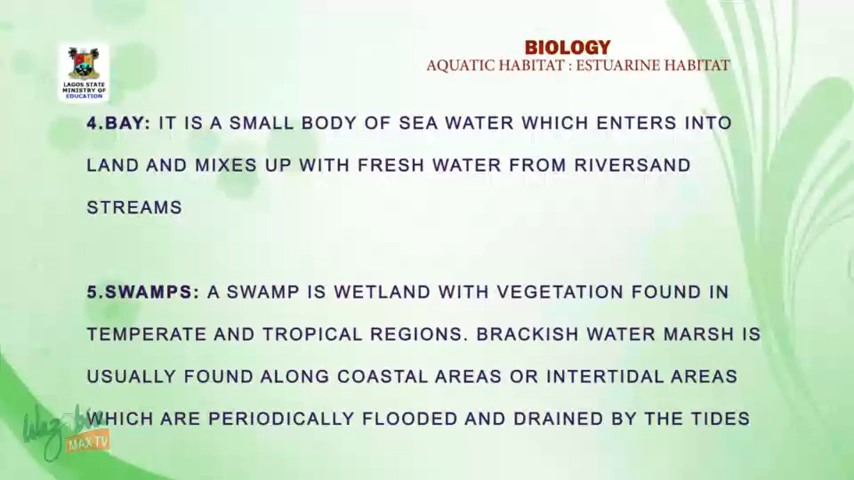 BIOLOGY
AQUATIC HABITAT : ESTUARINE HABITAT
LAGOS STATE
MINISTRY OF
EDUCATION
4.BAY: IT IS A SMALL BODY OF SEA WATER WHICH ENTERS INTO
LAND AND MIXES UP WITH FRESH WATER FROM RIVERSAND
STREAMS
5.SWAMPS: A SWAMP IS WETLAND WITH VEGETATION FOUND IN
TEMPERATE AND TROPICAL REGIONS. BRACKISH WATER MARSH IS
USUALLY FOUND ALONG COASTAL AREAS OR INTERTIDAL AREAS
WHICH ARE PERIODICALLY FLOODED AND DRAINED BY THE TIDES
Wazobia
MAX TV